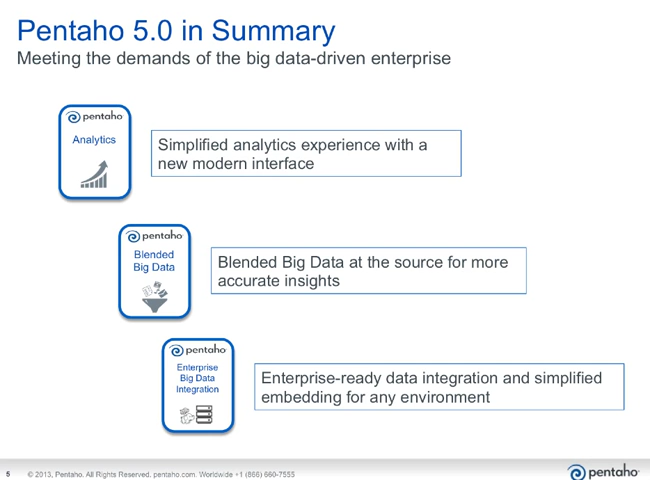 Pentaho 5.0 in Summary
Meeting the demands of the big data-driven enterprise
pentaho
Analytics
Simplified analytics experience with a
new modern interface
pentaho
Blended
Big Data
Blended Big Data at the source for more
accurate insights
pentaho
Enterprise
Big Data
Integration
Enterprise-ready data integration and simplified
embedding for any environment
5 © 2013, Pentaho. All Rights Reserved. pentaho.com. Worldwide +1 (866) 660-7555
pentaho